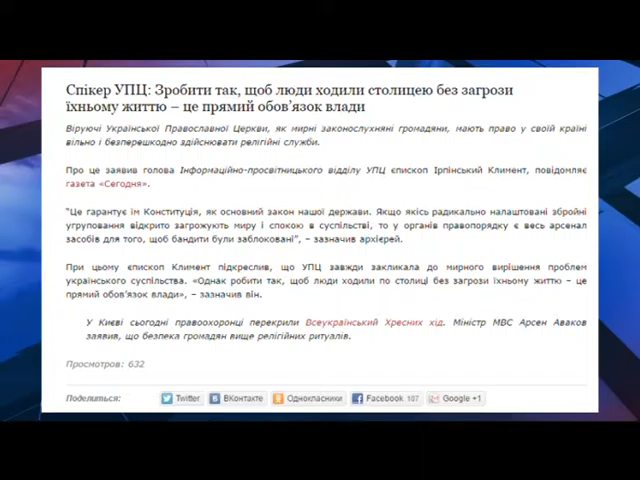 Спікер УПЦ: Зробити так, щоб люди ходили столицею без загрози
їхньому життю – це прямий обов’язок влади
Віруючі Української Православної Церкви, як мирні законослухняні громадяни, мають право у своїй країні
вільно і безперешкодно здійснювати релігійні служби.
Про це заявив голова Інформаційно-просвітницького відділу УПЦ єпископ Ірпінський Климент, повідомляє
газета «Сегодня».
"Це гарантує їм Конституція, як основний закон нашої держави. Якщо якісь радикально налаштовані збройні
угруповання відкрито загрожують миру і спокою в суспільстві, то у органів правопорядку є весь арсенал
засобів для того, щоб бандити були заблоковані", – зазначив архієрей.
При цьому єпископ Климент підкреслив, що УПЦ завжди закликала до мирного вирішення проблем
українського суспільства. «Однак робити так, щоб люди ходили по столиці без загрози їхньому життю – це
прямий обов'язок влади», – зазначив він.
У Києві сьогодні правоохоронці перекрили Всеукраїнський Хресних хід. Міністр МВС Арсен Аваков
заявив, що безпека громадян вище релігійних ритуалів.
Просмотров: 632
Поделиться: Twitter ВКонтакте Одноклассники Facebook 107 Google +1